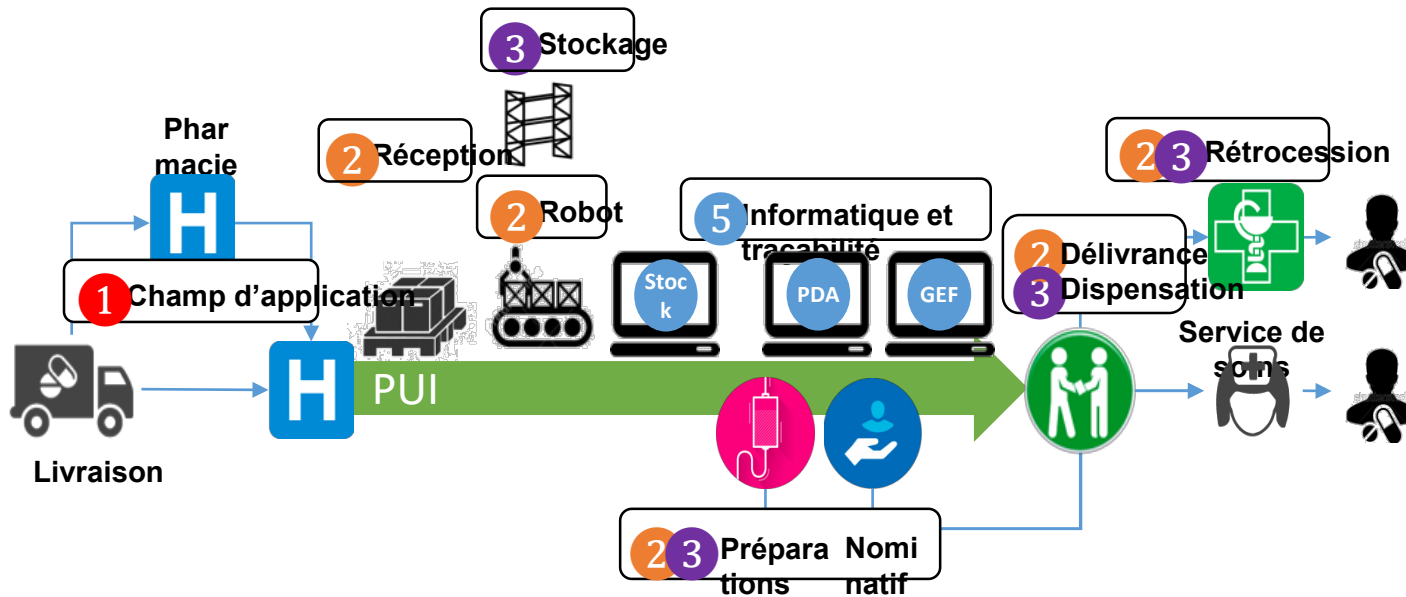 3 Stockage
Phar
macie
H
2 Réception
2 3 Rétrocession
2 Robot
5 Informatique et
traçabilité
2 Délivrance
3 Dispensation
1 Champ d’application
Stoc
k
PDA
GEF
Service de
soins
H
PUI
Livraison
2 3 Prépara
tions
Nomi
natif